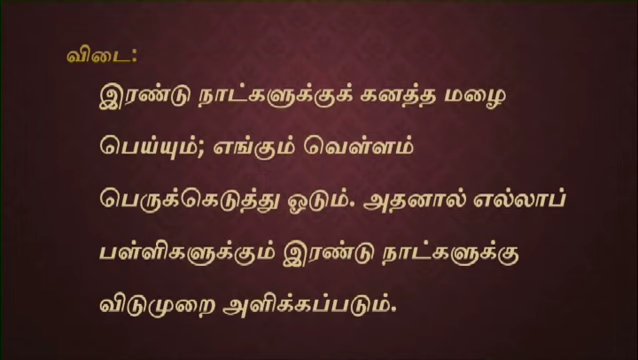 விடை:
இரண்டு நாட்களுக்குக் கனத்த மழை
பெய்யும்; எங்கும் வெள்ளம்
பெருக்கெடுத்து ஓடும். அதனால் எல்லாப்
பள்ளிகளுக்கும் இரண்டு நாட்களுக்கு
விடுமுறை அளிக்கப்படும்.